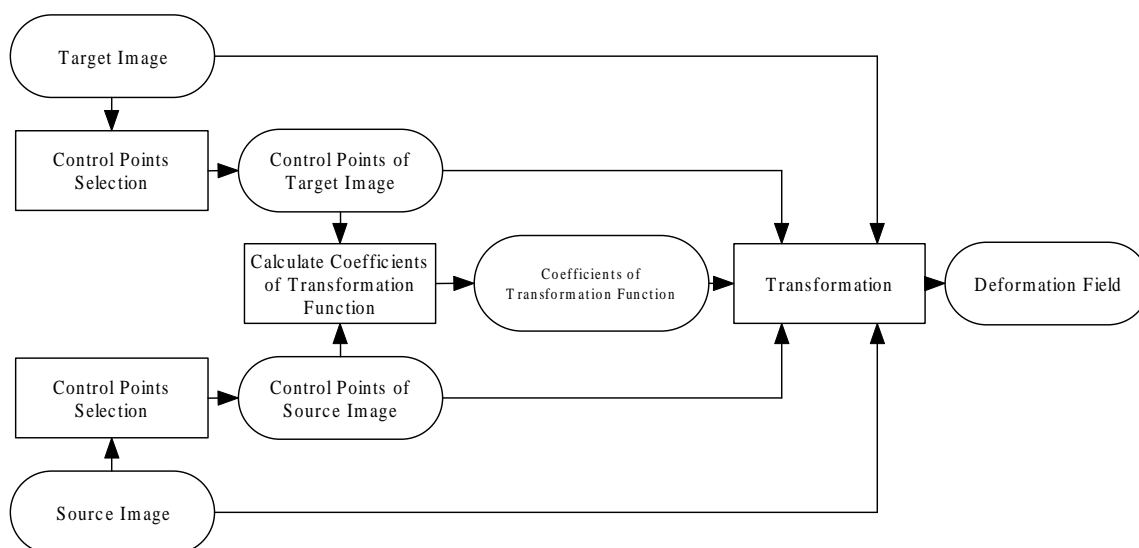 Target Image
Control Points
Selection
Control Points of
Target Image
Calculate Coefficients
of Transformation
Function
Coefficients of
Transformation Function
Transformation
Deformation Field
Control Points
Selection
Control Points of
Source Image
Source Image